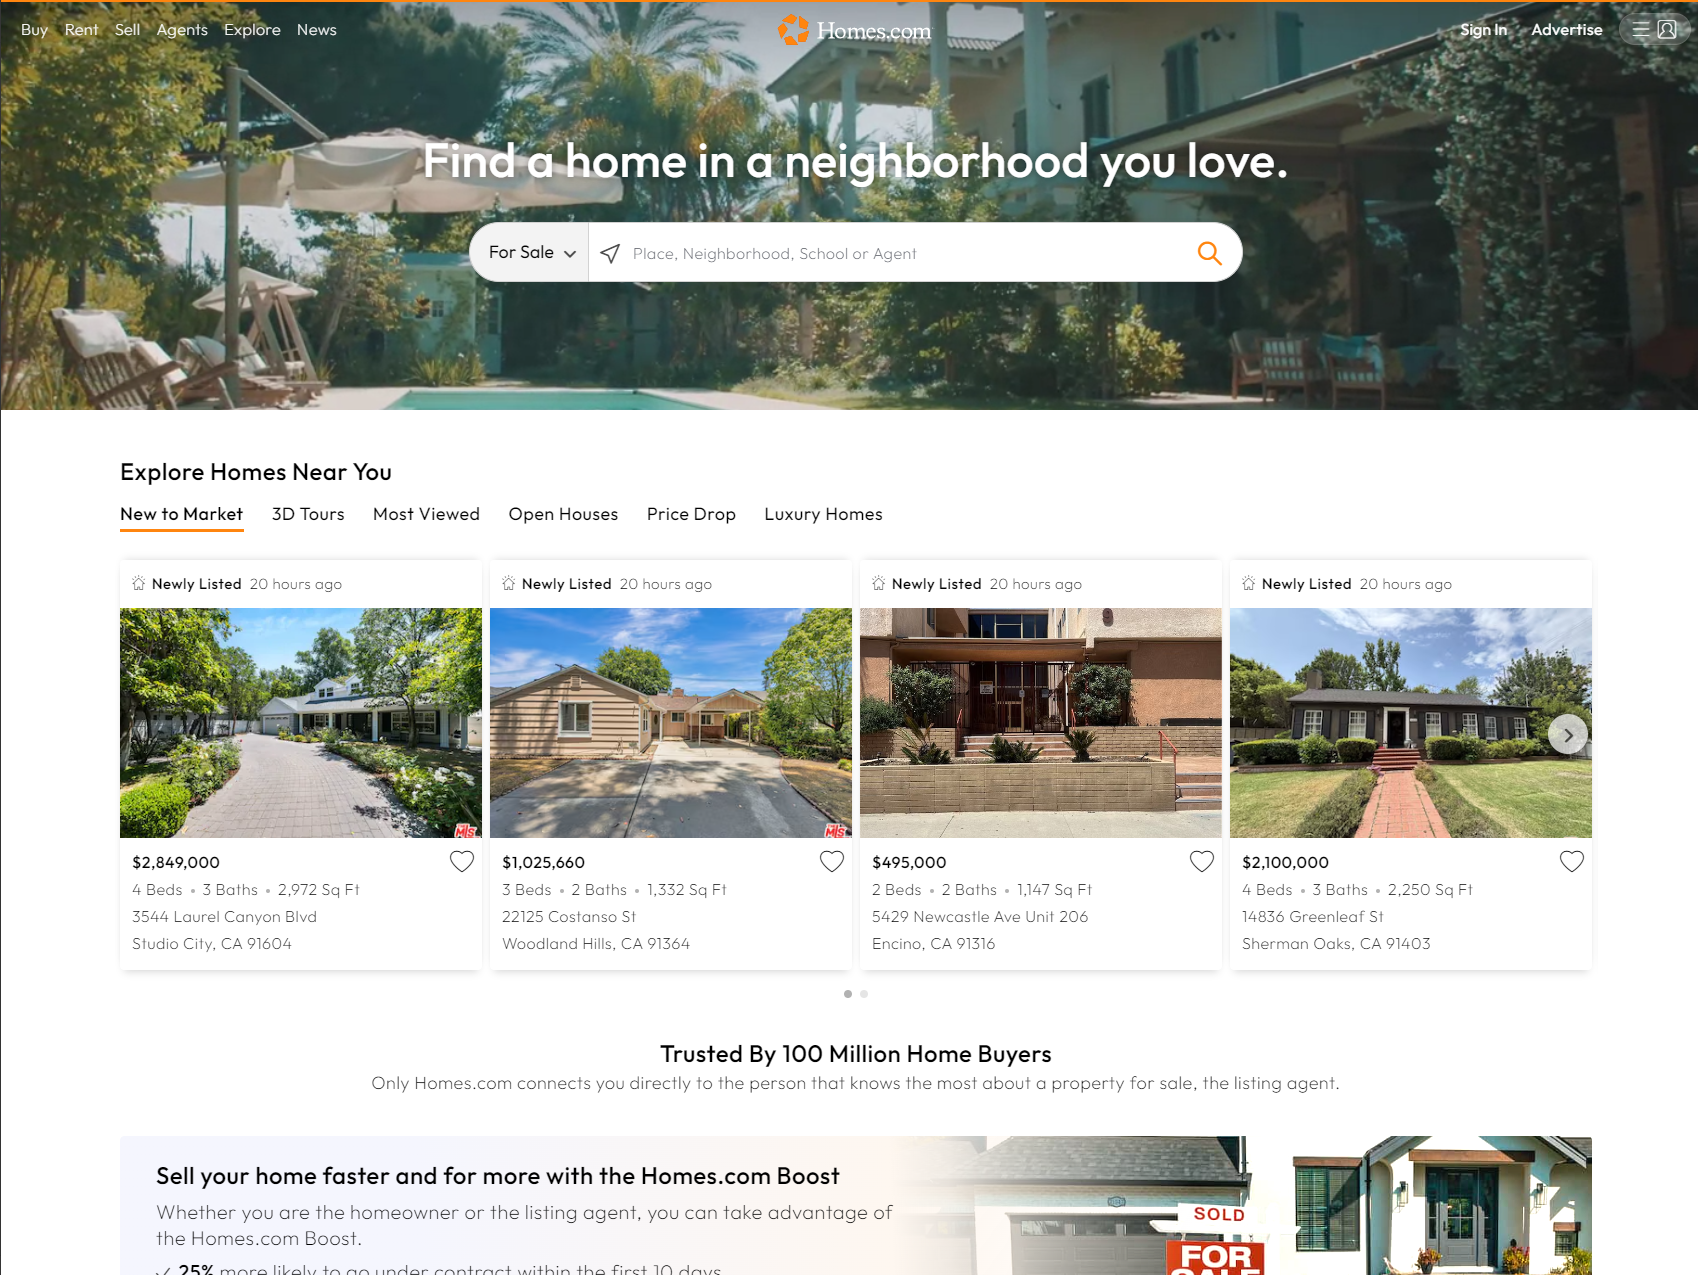 Buy Rent Sell Agents Explore News
Homes.com
Sign In Advertise
Find a home in a neighborhood you love.
For Sale
Place, Neighborhood, School or Agent
Explore Homes Near You
New to Market 3D Tours Most Viewed Open Houses Price Drop Luxury Homes
Newly Listed 20 hours ago
MLS
$2,849,000
4 Beds • 3 Baths • 2,972 Sq Ft
3544 Laurel Canyon Blvd
Studio City, CA 91604
Newly Listed 20 hours ago
MLS
$1,025,660
3 Beds • 2 Baths • 1,332 Sq Ft
22125 Costanso St
Woodland Hills, CA 91364
Newly Listed 20 hours ago
$495,000
2 Beds • 2 Baths • 1,147 Sq Ft
5429 Newcastle Ave Unit 206
Encino, CA 91316
Newly Listed 20 hours ago
$2,100,000
4 Beds • 3 Baths • 2,250 Sq Ft
14836 Greenleaf St
Sherman Oaks, CA 91403
Trusted By 100 Million Home Buyers
Only Homes.com connects you directly to the person that knows the most about a property for sale, the listing agent.
Sell your home faster and for more with the Homes.com Boost
Whether you are the homeowner or the listing agent, you can take advantage of
the Homes.com Boost.
25% more likely to go under contract within the first 10 days
SOLD
FOR
SALE